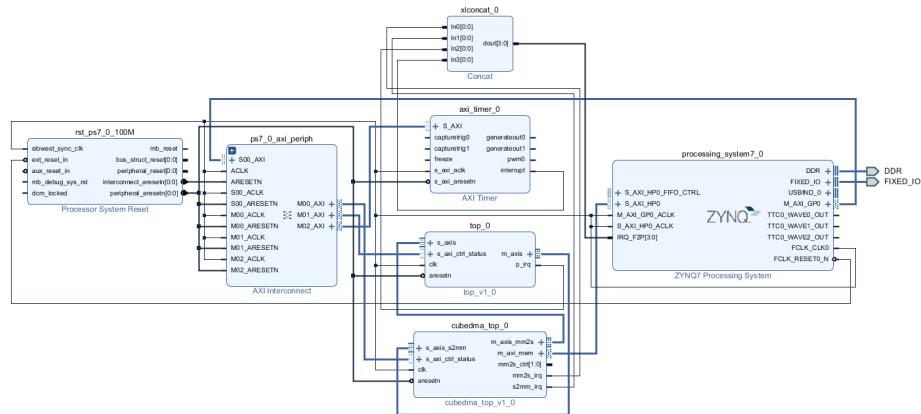 xlconcat_0
In0[0:0]
In1[0:0]
In2[0:0]
In3[0:0]
dout[3:0]
Concat
rst_ps7_0_100M
slowest_sync_clk
ext_reset_in
aux_reset_in
mb_debug_sys_rst
dcm_locked
mb_reset
bus_struct_reset[0:0]
peripheral_reset[0:0]
interconnect_aresetn[0:0]
peripheral_aresetn[0:0]
Processor System Reset
ps7_0_axi_periph
S00_AXI
ACLK
ARESETN
S00_ACLK
S00_ARESETN
M00_ACLK
M00_ARESETN
M01_ACLK
M01_ARESETN
M02_ACLK
M02_ARESETN
M00_AXI
M01_AXI
M02_AXI
AXI Interconnect
axi_timer_0
S_AXI
capturetrig0
capturetrig1
freeze
s_axi_aclk
s_axi_aresetn
generateout0
generateout1
pwm0
interrupt
AXI Timer
top_0
s_axis
s_axi_ctrl_status
clk
aresetn
m_axis
p_irq
top_v1_0
cubedma_top_0
s_axis_s2mm
s_axi_ctrl_status
clk
aresetn
m_axis_mm2s
m_axi_mem
mm2s_ctrl[1:0]
mm2s_irq
s2mm_irq
cubedma_top_v1_0
processing_system7_0
S_AXI_HP0_FIFO_CTRL
S_AXI_HP0
M_AXI_GP0_ACLK
S_AXI_HP0_ACLK
IRQ_F2P[3:0]
ZYNQ
DDR
FIXED_IO
USBIND_0
M_AXI_GP0
TTC0_WAVE0_OUT
TTC0_WAVE1_OUT
TTC0_WAVE2_OUT
FCLK_CLK0
FCLK_RESET0_N
ZYNQ7 Processing System
DDR
FIXED_IO